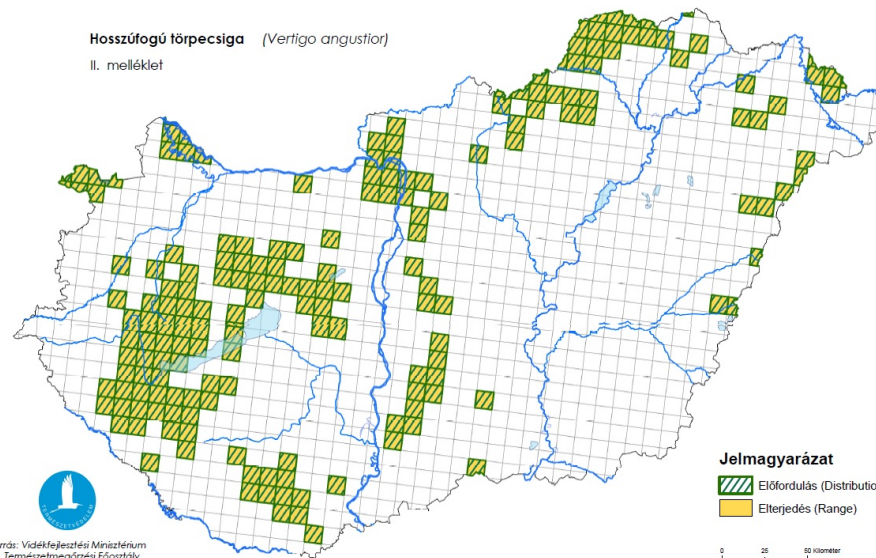 Hosszúfogú törpecsiga (Vertigo angustior)
II. melléklet
Jelmagyarázat
Előfordulás (Distributio
Elterjedés (Range)
TERMÉSZETVÉDELEM
rrás: Vidékfejlesztési Minisztérium
Természetmegőrzési Főosztály
0 25 50 Kilométer